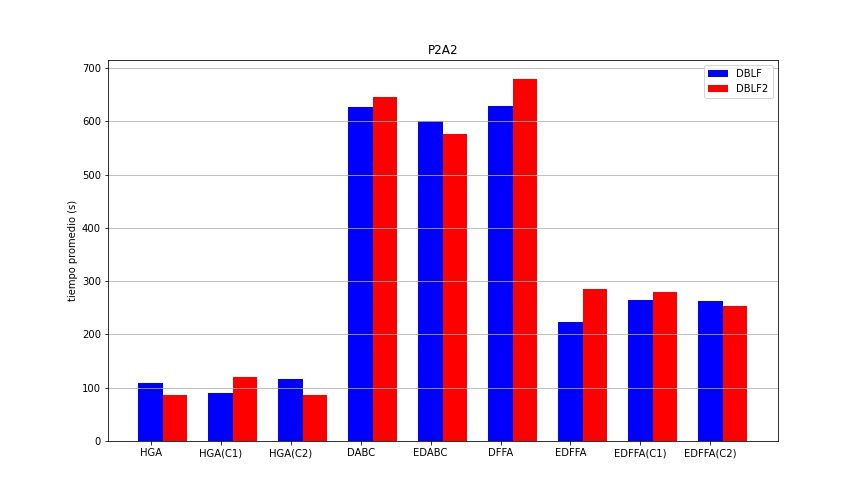 P2A2
DBLF
DBLF2
tiempo promedio (s)
700
600
500
400
300
200
100
0
HGA HGA(C1) HGA(C2) DABC EDABC DFFA EDFFA EDFFA(C1) EDFFA(C2)